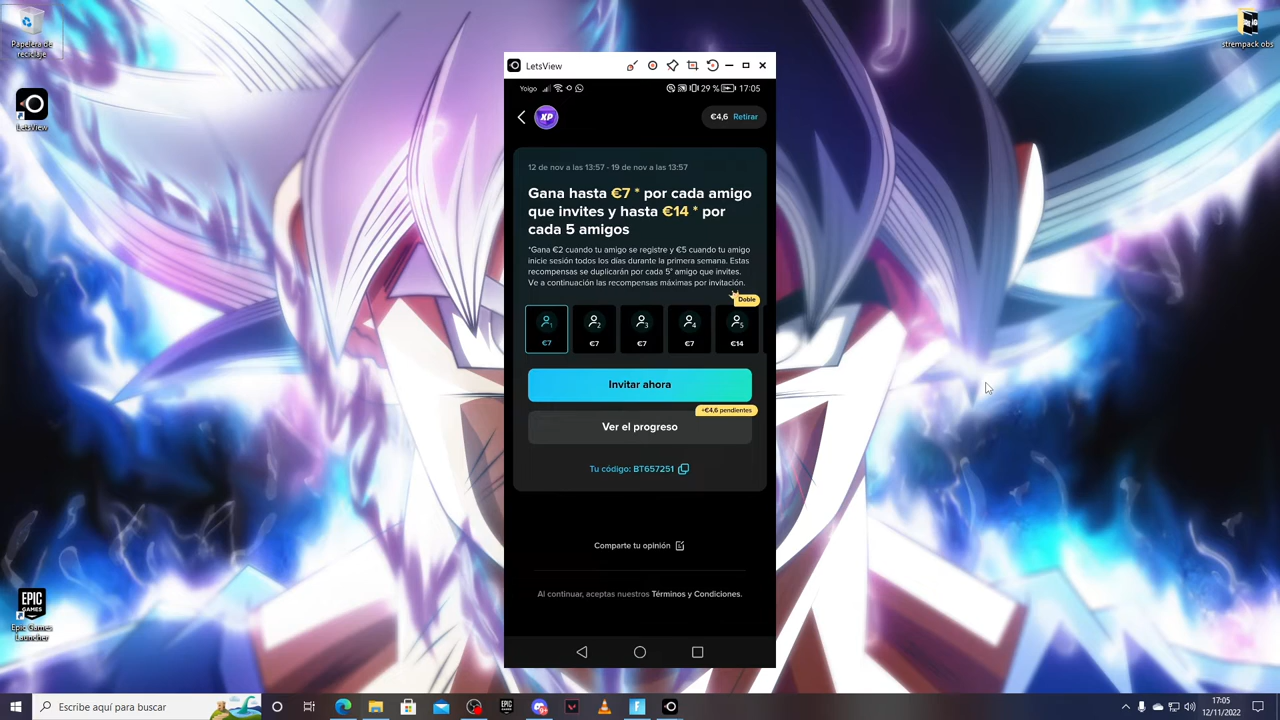 Papelera de
reciclaje
strempack obs
LetsView
LetsView
Yoigo
29 %
17:05
XP
€4,6 Retirar
12 de nov a las 13:57 - 19 de nov a las 13:57
Gana hasta €7 * por cada amigo
que invites y hasta €14 * por
cada 5 amigos
*Gana €2 cuando tu amigo se registre y €5 cuando tu amigo
inicie sesión todos los días durante la primera semana. Estas
recompensas se duplicarán por cada 5° amigo que invites.
Ve a continuación las recompensas máximas por invitación.
Doble
1 2 3 4 5
€7 €7 €7 €7 €14
Invitar ahora
+€4,6 pendientes
Ver el progreso
Tu código: BT657251
Comparte tu opinión
Al continuar, aceptas nuestros Términos y Condiciones.
EPIC
GAMES
Epic Games
Launcher
Escribe aquí para buscar
17:05
12/11/2022